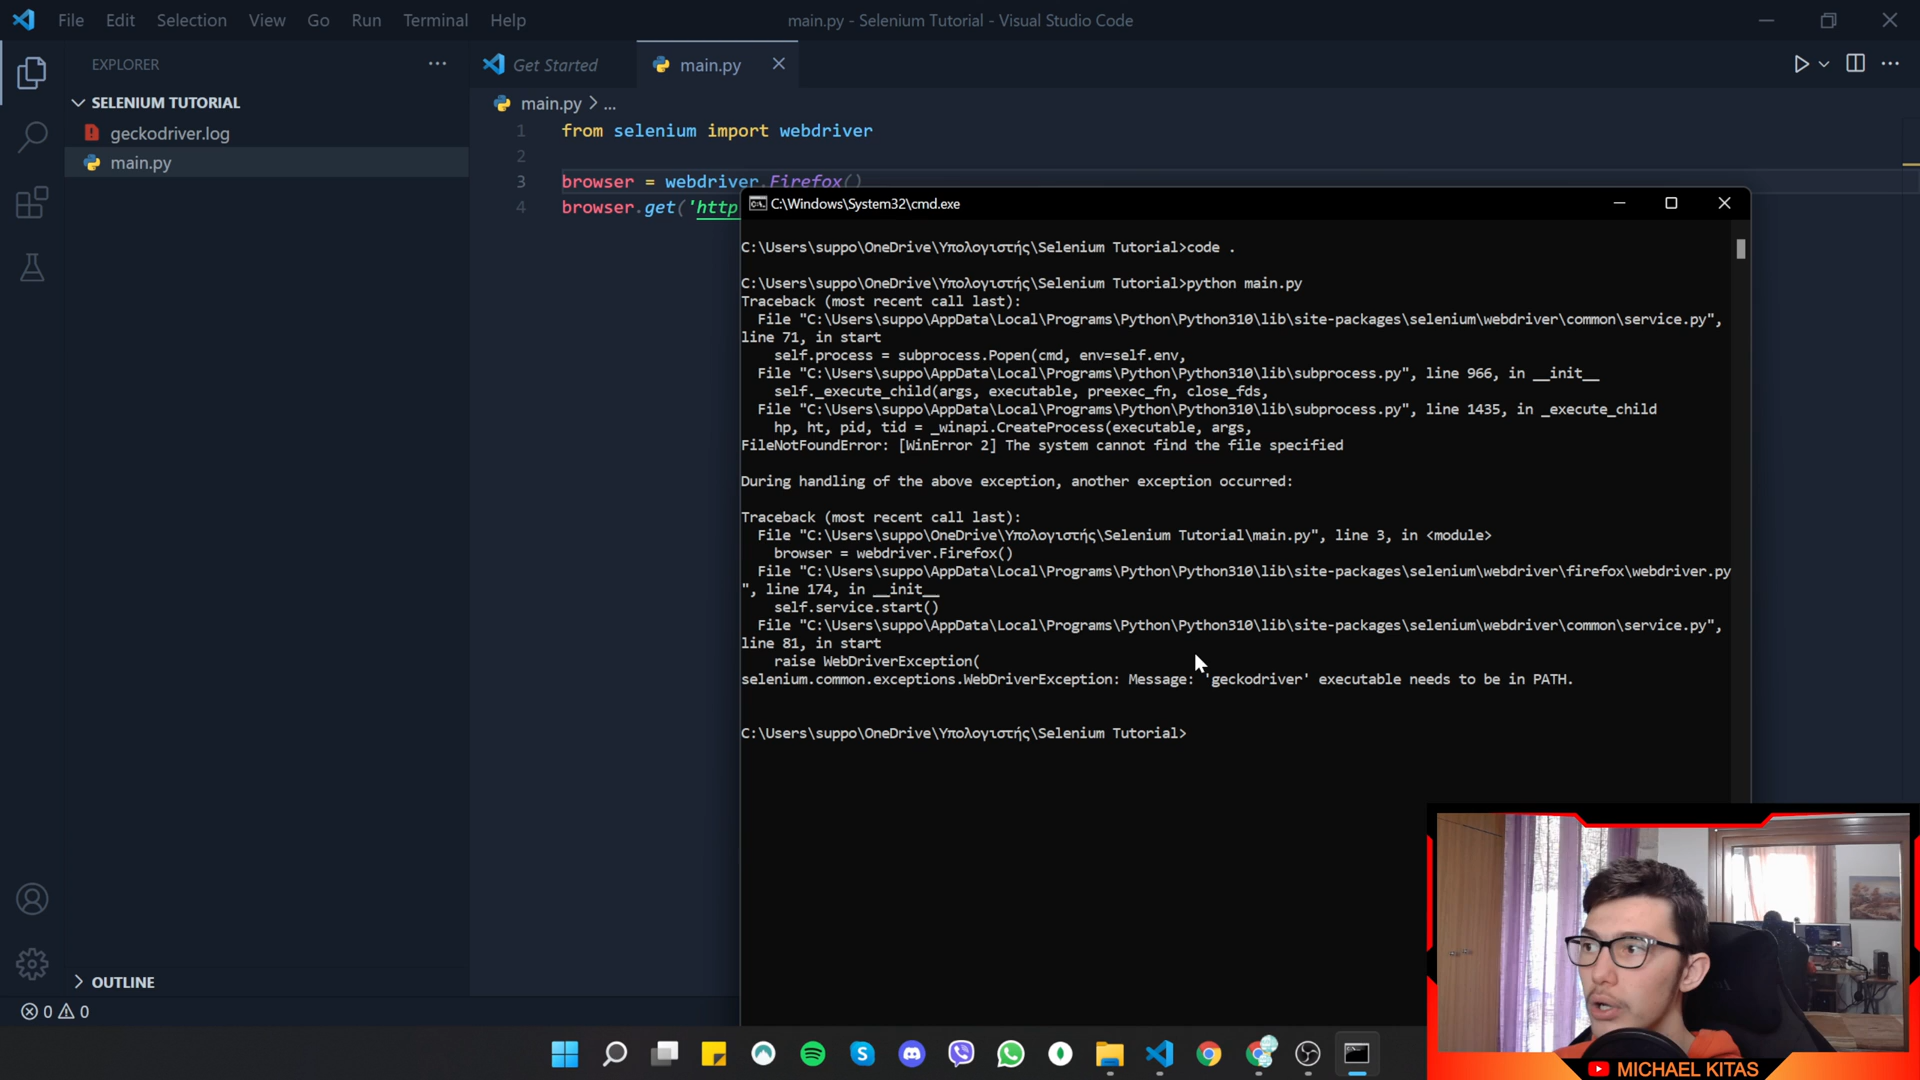 File Edit Selection View Go Run Terminal Help
main.py - Selenium Tutorial - Visual Studio Code
EXPLORER
SELENIUM TUTORIAL
geckodriver.log
main.py
OUTLINE
0 0
Get Started
main.py
main.py > ...
1 from selenium import webdriver
2
3 browser = webdriver.Firefox()
4 browser.get('http
C:\Windows\System32\cmd.exe
C:\Users\suppo\OneDrive\Υπολογιστής\Selenium Tutorial>code .
C:\Users\suppo\OneDrive\Υπολογιστής\Selenium Tutorial>python main.py
Traceback (most recent call last):
File "C:\Users\suppo\AppData\Local\Programs\Python\Python310\lib\site-packages\selenium\webdriver\common\service.py",
line 71, in start
self.process = subprocess.Popen(cmd, env=self.env,
File "C:\Users\suppo\AppData\Local\Programs\Python\Python310\lib\subprocess.py", line 966, in __init__
self._execute_child(args, executable, preexec_fn, close_fds,
File "C:\Users\suppo\AppData\Local\Programs\Python\Python310\lib\subprocess.py", line 1435, in _execute_child
hp, ht, pid, tid = _winapi.CreateProcess(executable, args,
FileNotFoundError: [WinError 2] The system cannot find the file specified
During handling of the above exception, another exception occurred:
Traceback (most recent call last):
File "C:\Users\suppo\OneDrive\Υπολογιστής\Selenium Tutorial\main.py", line 3, in <module>
browser = webdriver.Firefox()
File "C:\Users\suppo\AppData\Local\Programs\Python\Python310\lib\site-packages\selenium\webdriver\firefox\webdriver.py
", line 174, in __init__
self.service.start()
File "C:\Users\suppo\AppData\Local\Programs\Python\Python310\lib\site-packages\selenium\webdriver\common\service.py",
line 81, in start
raise WebDriverException(
selenium.common.exceptions.WebDriverException: Message: 'geckodriver' executable needs to be in PATH.
C:\Users\suppo\OneDrive\Υπολογιστής\Selenium Tutorial>
MICHAEL KITAS